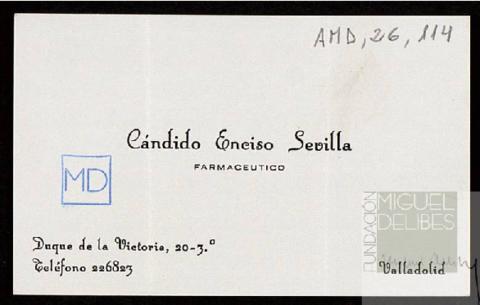 AMD, 26, 114
Cándido Enciso Sevilla
FARMACEUTICO
MD
Duque de la Victoria, 20-3.º
Teléfono 226823
Valladolid
FUNDACIÓN
MIGUEL
DELIBES